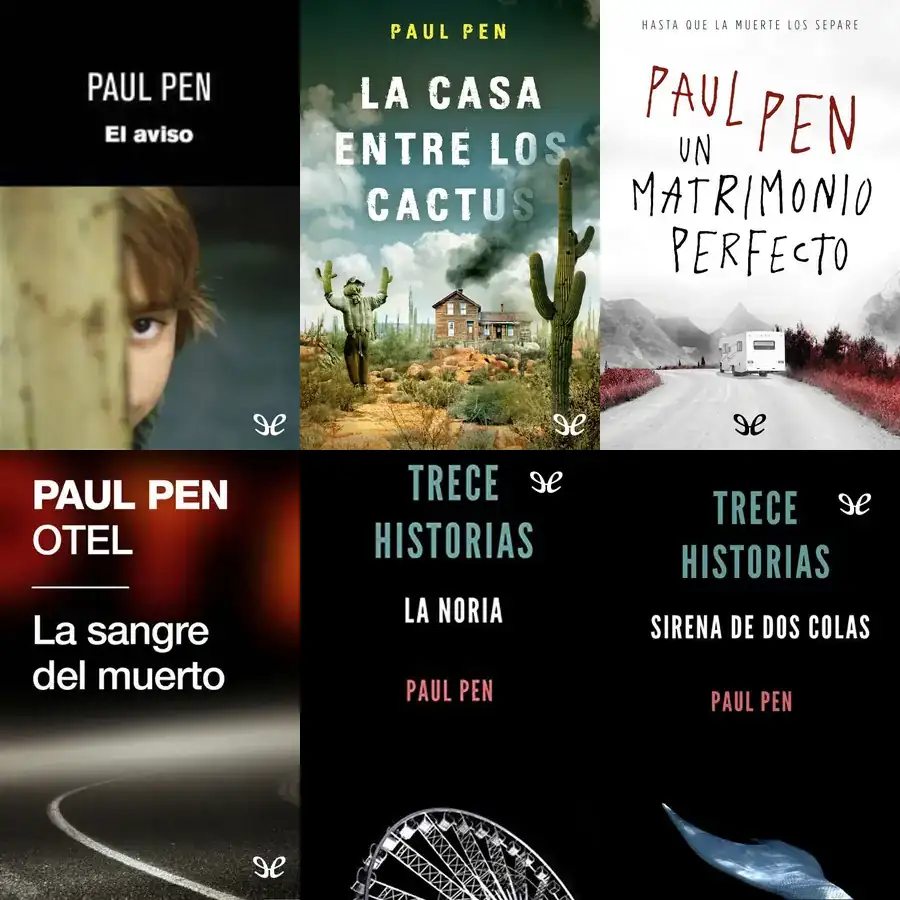 PAUL PEN
El aviso
PAUL PEN
LA CASA
ENTRE LOS
CACTUS
HASTA QUE LA MUERTE LOS SEPARE
PAUL PEN
UN
MATRIMONIO
PERFECTO
PAUL PEN
OTEL
La sangre
del muerto
TRECE
HISTORIAS
LA NORIA
PAUL PEN
TRECE
HISTORIAS
SIRENA DE DOS COLAS
PAUL PEN